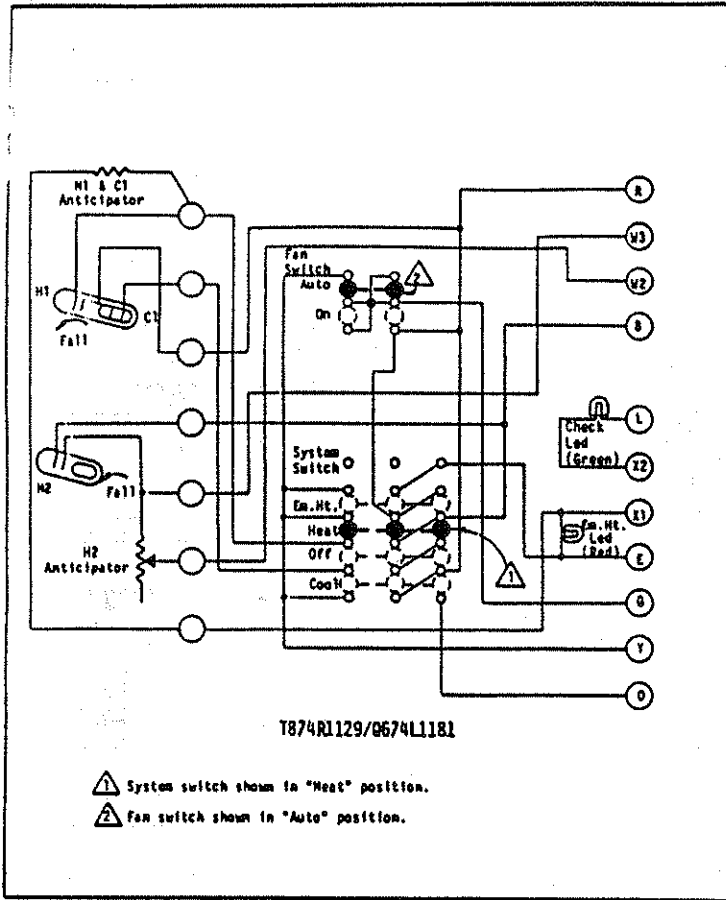 H1 & C1
Anticipator
R
W3
Fan
Switch
Auto
2
W2
H1
C1
On
B
Fall
L
Check
Led
(Green)
System
Switch
X2
H2
Fall
Em.Ht.
X1
Heat
Em.Ht.
Led
(Red)
H2
Anticipator
Off
E
1
Cool
G
Y
O
T874R1129/Q674L1181
1 System switch shown in "Heat" position.
2 Fan switch shown in "Auto" position.